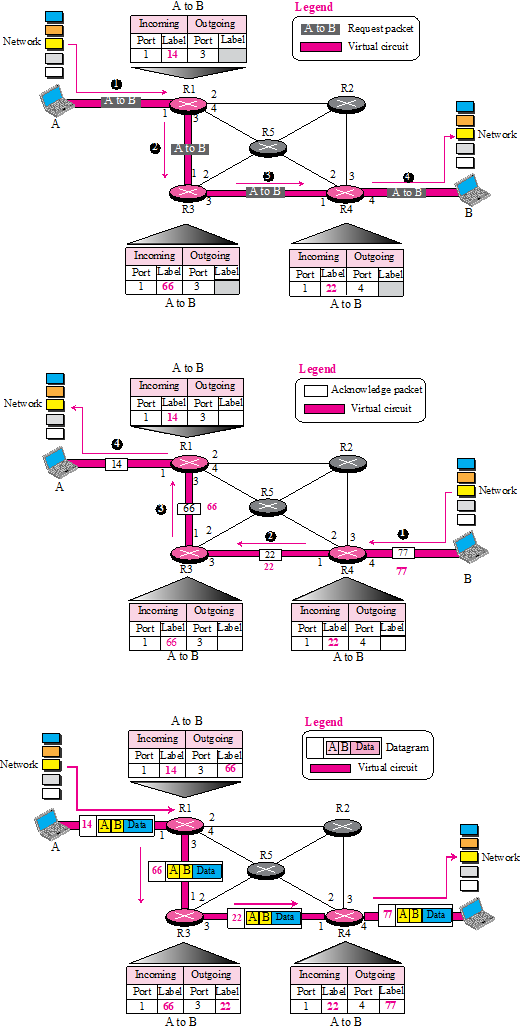 A to B
Incoming Outgoing
Port Label Port Label
1 14 3
Legend
A to B Request packet
Virtual circuit
Network
1
A to B
A
R1
1 2 3 4
R2
R5
2
A to B
1 2
3
R3
3
A to B
2 3
1 4
R4
4
A to B
Network
B
Incoming Outgoing
Port Label Port Label
1 66 3
A to B
Incoming Outgoing
Port Label Port Label
1 22 4
A to B
A to B
Incoming Outgoing
Port Label Port Label
1 14 3
Legend
Acknowledge packet
Virtual circuit
Network
4
14
A
R1
1 2 3 4
R2
R5
3
66 66
1 2
3
R3
2
22
22
2 3
1 4
R4
1
77
77
Network
B
Incoming Outgoing
Port Label Port Label
1 66 3
A to B
Incoming Outgoing
Port Label Port Label
1 22 4
A to B
A to B
Incoming Outgoing
Port Label Port Label
1 14 3 66
Legend
A B Data Datagram
Virtual circuit
Network
14 A B Data
A
R1
1 2 3 4
R2
R5
66 A B Data
1 2
3
R3
22 A B Data
2 3
1 4
R4
77 A B Data
Network
B
Incoming Outgoing
Port Label Port Label
1 66 3 22
A to B
Incoming Outgoing
Port Label Port Label
1 22 4 77
A to B